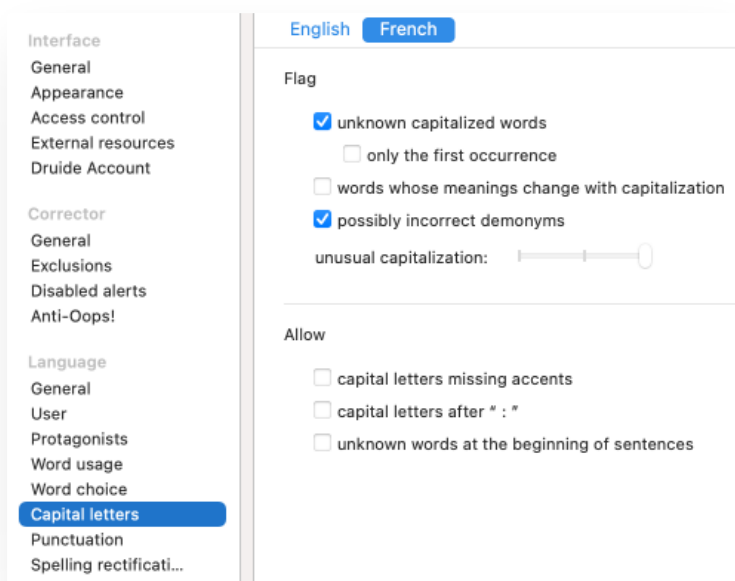 Interface
General
Appearance
Access control
External resources
Druide Account
Corrector
General
Exclusions
Disabled alerts
Anti-Oops!
Language
General
User
Protagonists
Word usage
Word choice
Capital letters
Punctuation
Spelling rectificati...
English French
Flag
unknown capitalized words
only the first occurrence
words whose meanings change with capitalization
possibly incorrect demonyms
unusual capitalization:
Allow
capital letters missing accents
capital letters after “ : ”
unknown words at the beginning of sentences